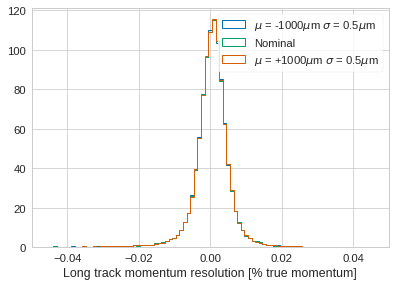 120
100
80
60
40
20
0
μ = -1000μm σ = 0.5μm
Nominal
μ = +1000μm σ = 0.5μm
−0.04 −0.02 0.00 0.02 0.04
Long track momentum resolution [% true momentum]